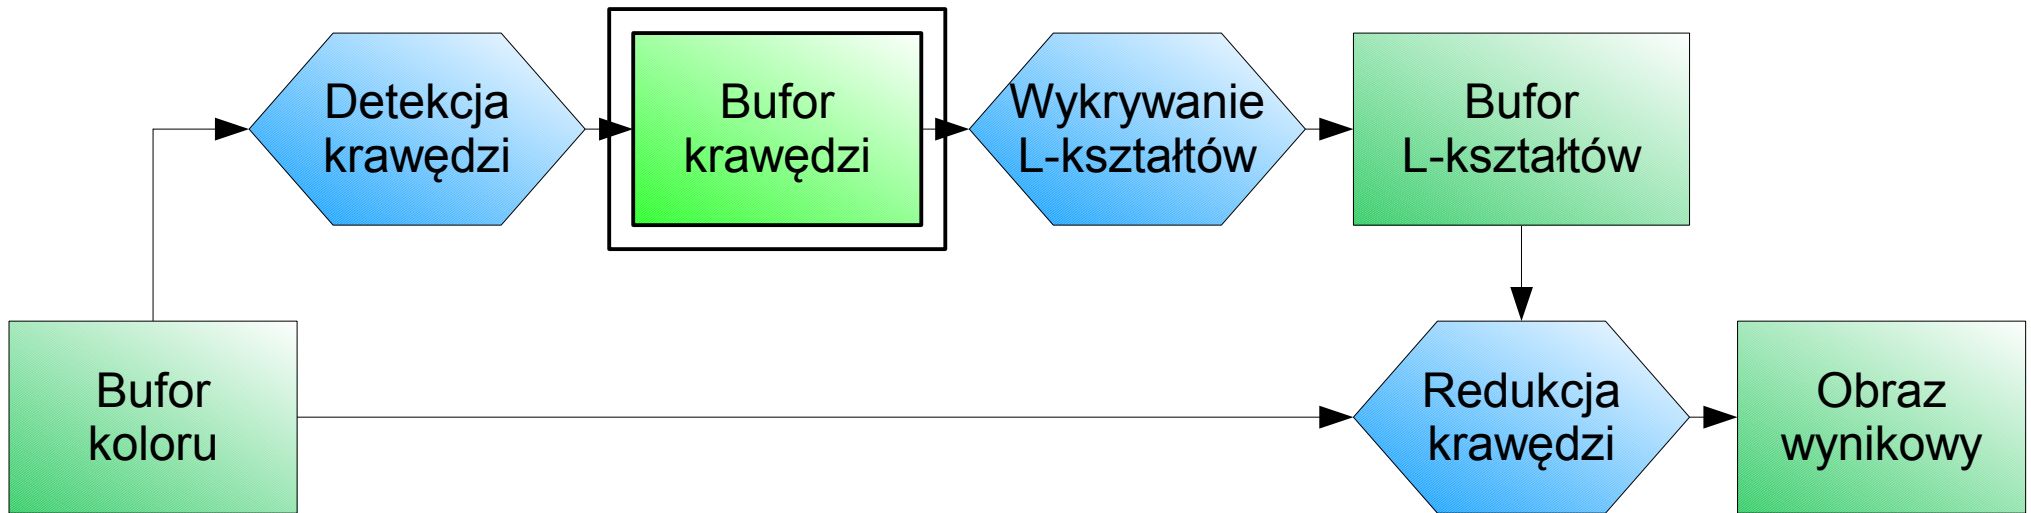 Detekcja
krawędzi
Bufor
krawędzi
Wykrywanie
L-kształtów
Bufor
L-kształtów
Bufor
koloru
Redukcja
krawędzi
Obraz
wynikowy